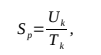 S_p = U_k / T_k ,